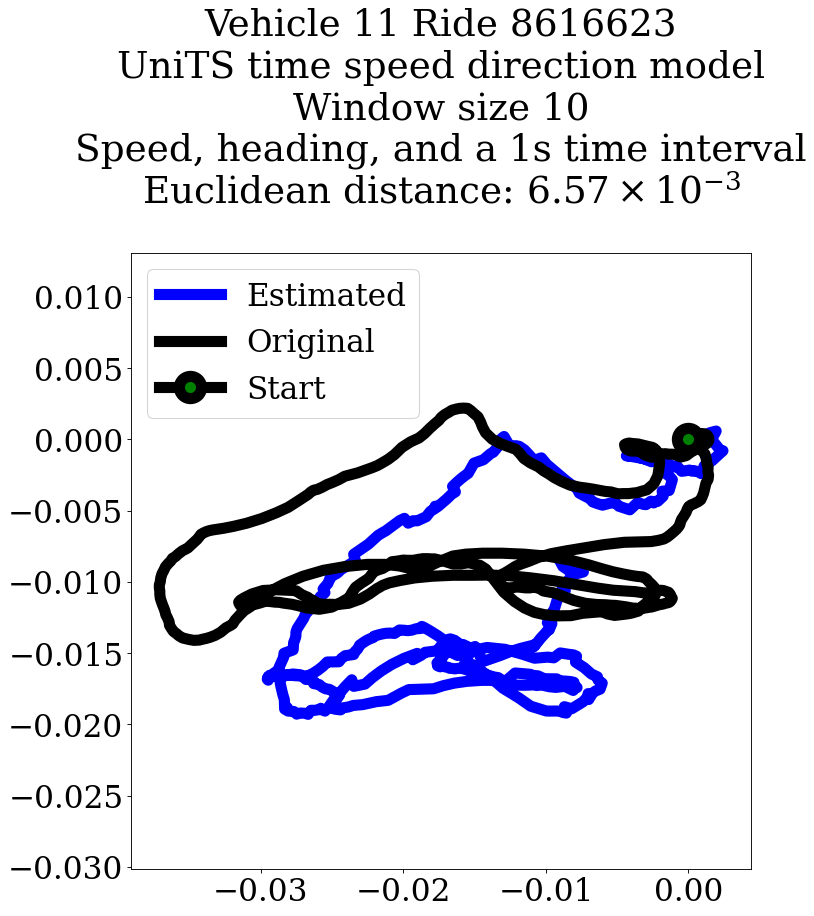 Vehicle 11 Ride 8616623
UniTS time speed direction model
Window size 10
Speed, heading, and a 1s time interval
Euclidean distance: 6.57 × 10⁻³
Estimated
Original
Start
0.010
0.005
0.000
−0.005
−0.010
−0.015
−0.020
−0.025
−0.030
−0.03 −0.02 −0.01 0.00